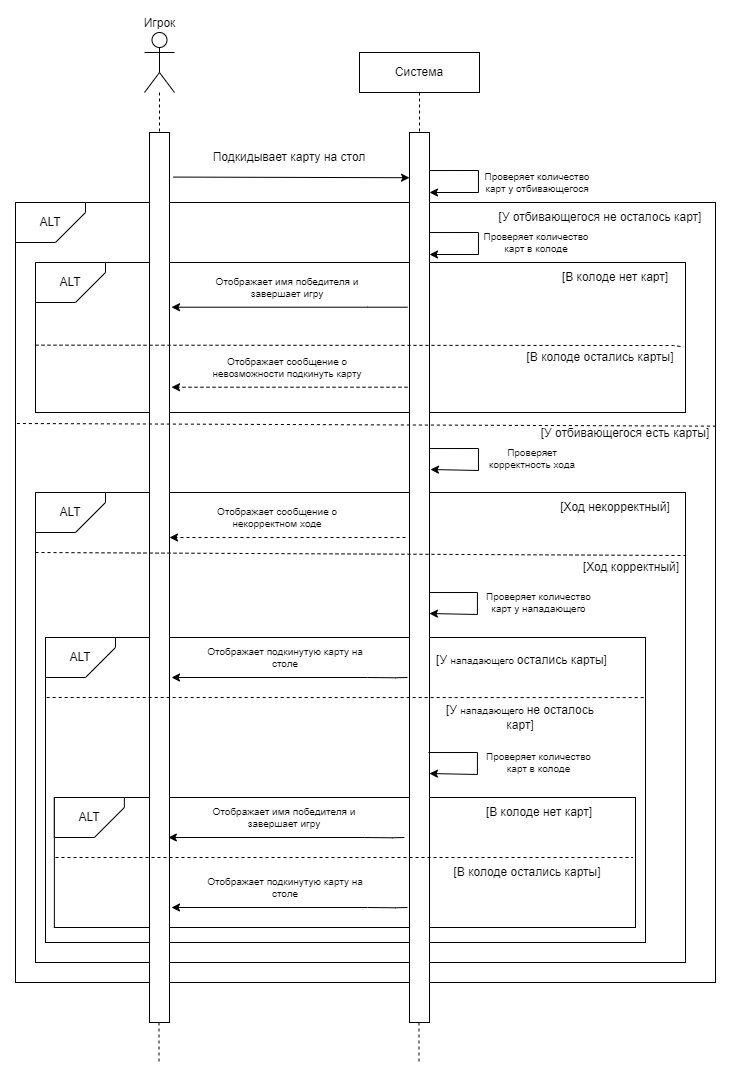 Игрок
Система
Подкидывает карту на стол
Проверяет количество
карт у отбивающегося
ALT
[У отбивающегося не осталось карт]
Проверяет количество
карт в колоде
ALT
[В колоде нет карт]
Отображает имя победителя и
завершает игру
[В колоде остались карты]
Отображает сообщение о
невозможности подкинуть карту
[У отбивающегося есть карты]
Проверяет
корректность хода
ALT
[Ход некорректный]
Отображает сообщение о
некорректном ходе
[Ход корректный]
Проверяет количество
карт у нападающего
ALT
Отображает подкинутую карту на
столе
[У нападающего остались карты]
[У нападающего не осталось
карт]
Проверяет количество
карт в колоде
ALT
Отображает имя победителя и
завершает игру
[В колоде нет карт]
[В колоде остались карты]
Отображает подкинутую карту на
столе